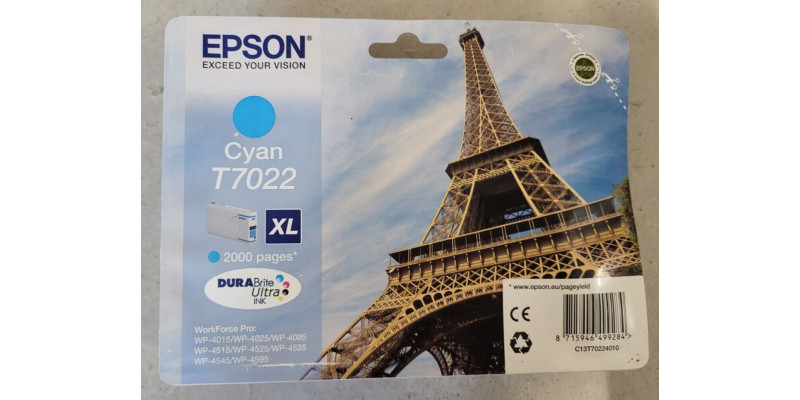 EPSON®
EXCEED YOUR VISION
Cyan
T7022
XL
2000 pages*
DURABrite
Ultra
INK
WorkForce Pro:
WP-4015/WP-4025/WP-4095
WP-4515/WP-4525/WP-4535
WP-4545/WP-4595
EPSON
* www.epson.eu/pageyield
CE
8 715946 499284 >
C13T70224010